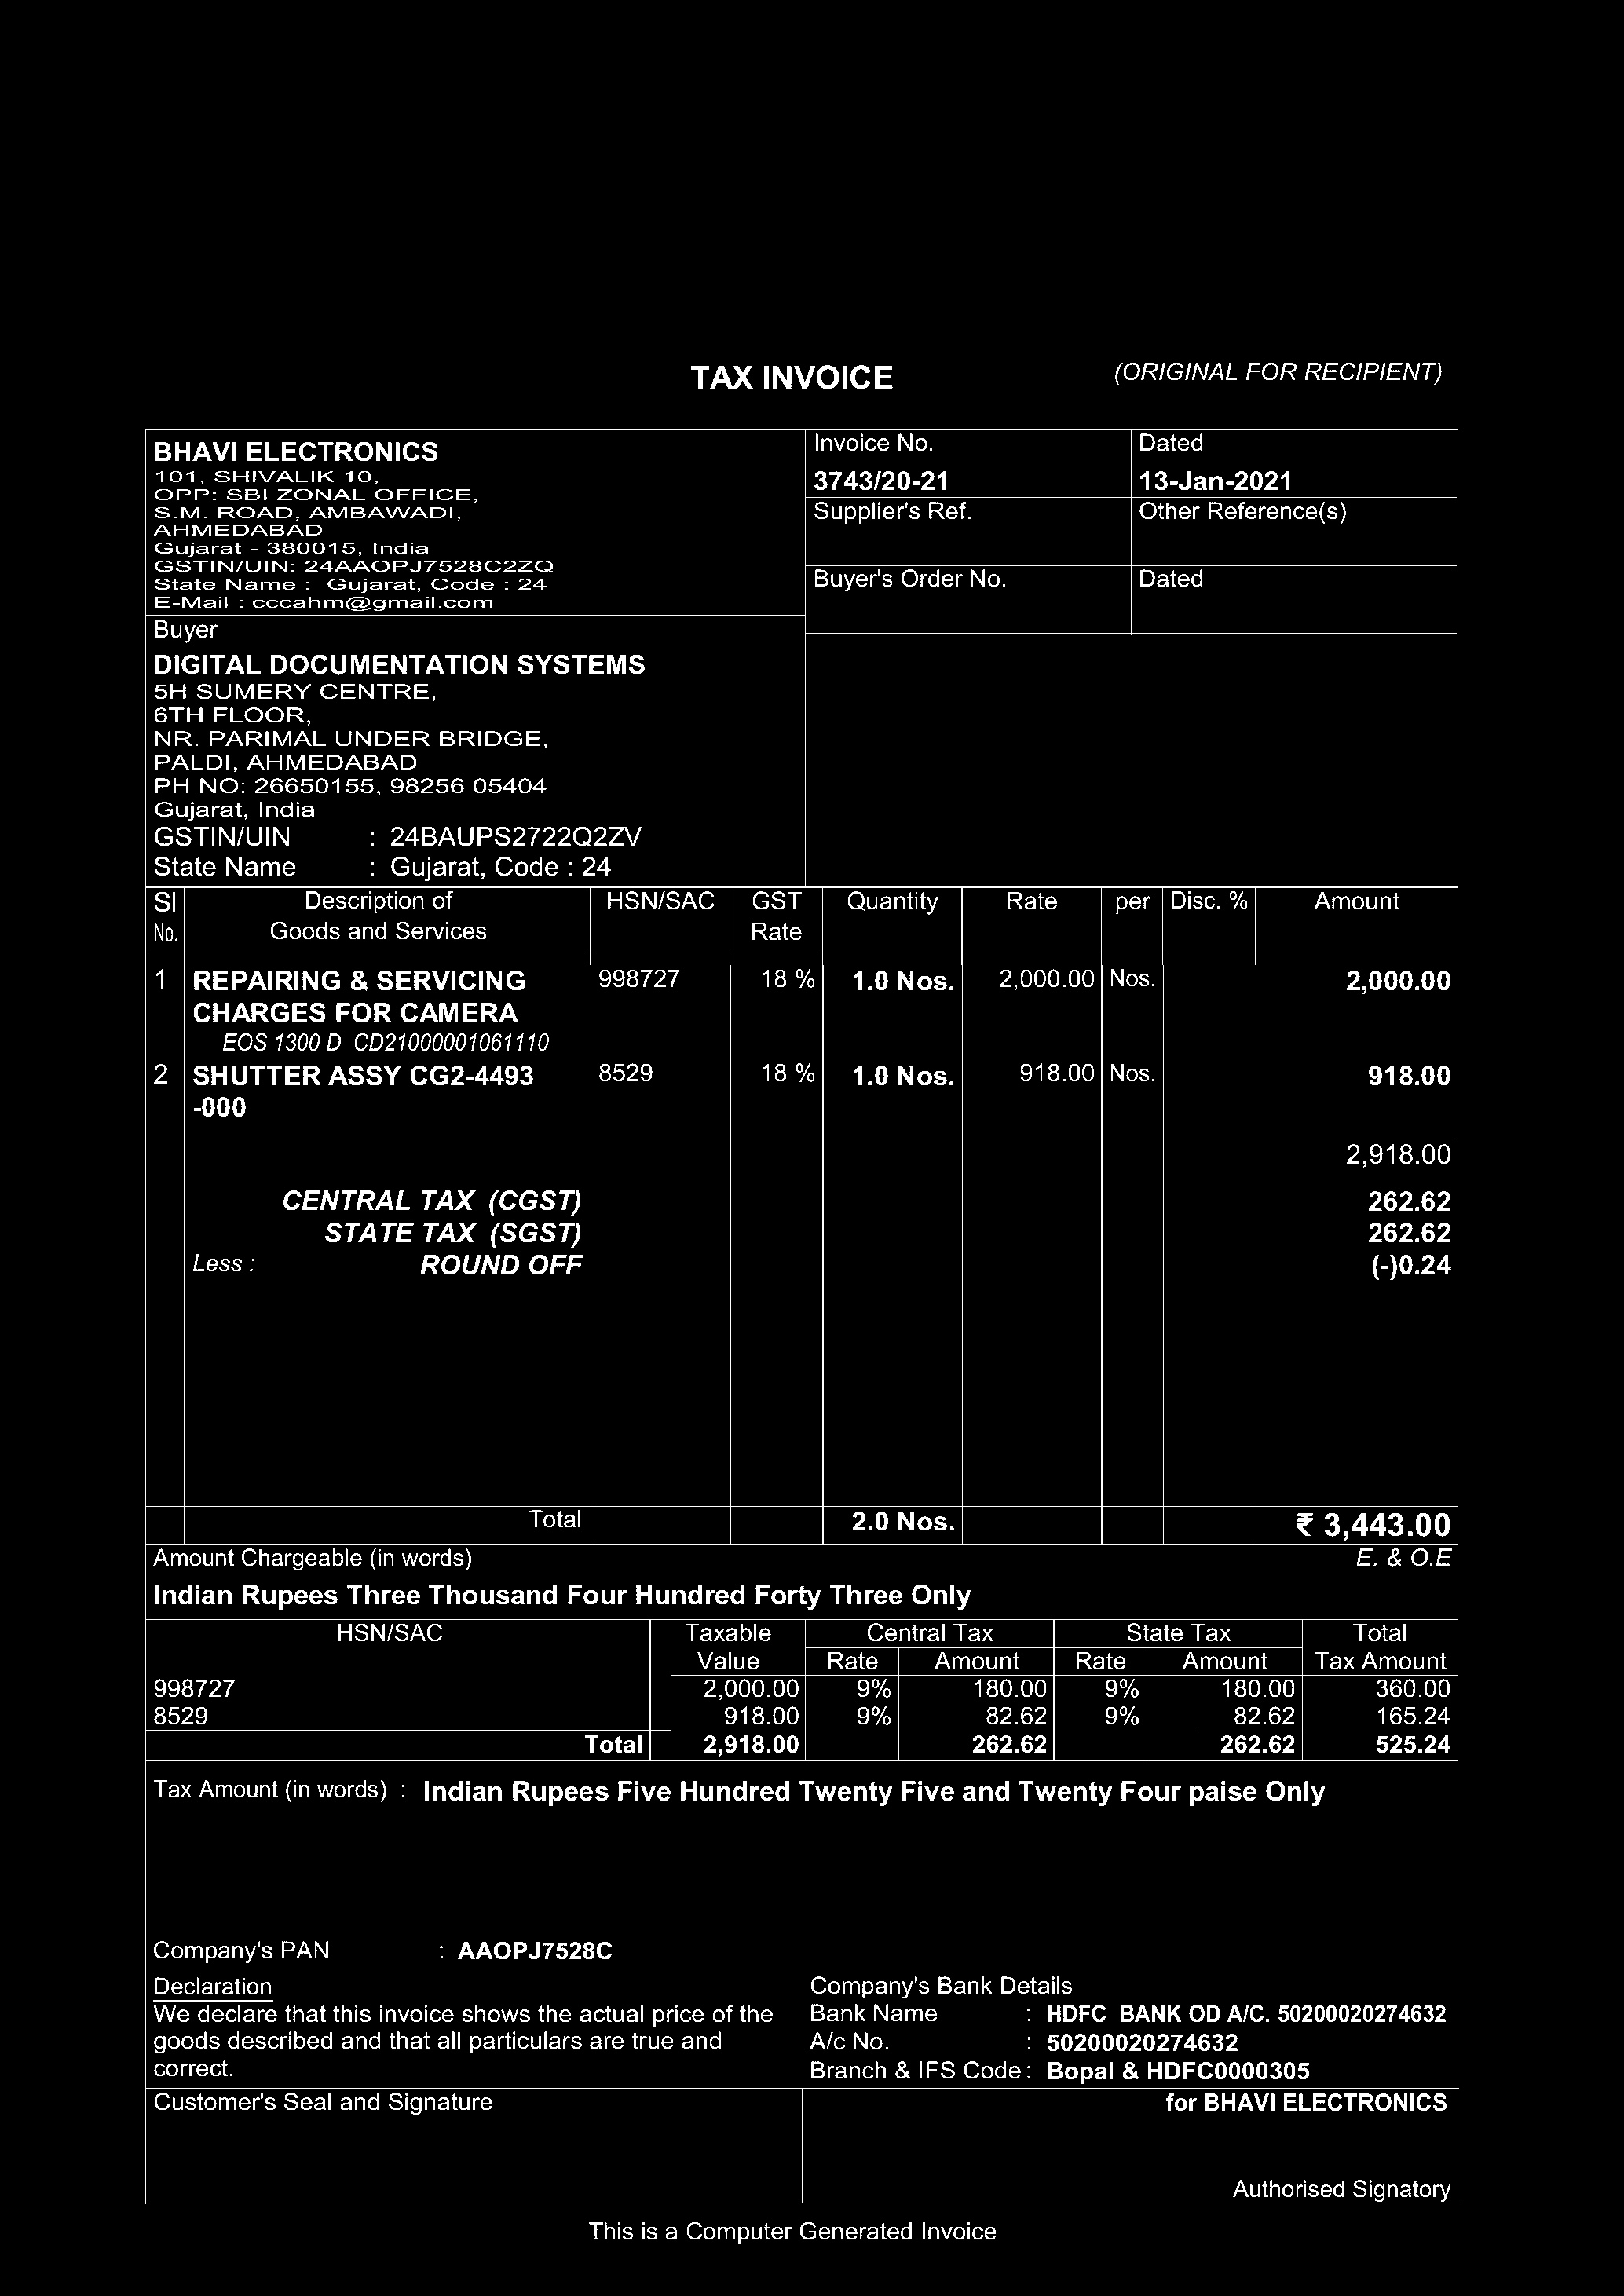 TAX INVOICE (ORIGINAL FOR RECIPIENT)
BHAVI ELECTRONICS
101, SHIVALIK 10,
OPP: SBI ZONAL OFFICE,
S.M. ROAD, AMBAWADI,
AHMEDABAD
Gujarat - 380015, India
GSTIN/UIN: 24AAOPJ7528C2ZQ
State Name : Gujarat, Code : 24
E-Mail : cccahm@gmail.com
Invoice No. Dated
3743/20-21 13-Jan-2021
Supplier's Ref. Other Reference(s)
Buyer's Order No. Dated
Buyer
DIGITAL DOCUMENTATION SYSTEMS
5H SUMERY CENTRE,
6TH FLOOR,
NR. PARIMAL UNDER BRIDGE,
PALDI, AHMEDABAD
PH NO: 26650155, 98256 05404
Gujarat, India
GSTIN/UIN : 24BAUPS2722Q2ZV
State Name : Gujarat, Code : 24
Sl Description of HSN/SAC GST Quantity Rate per Disc. % Amount
No. Goods and Services Rate
1 REPAIRING & SERVICING 998727 18 % 1.0 Nos. 2,000.00 Nos. 2,000.00
CHARGES FOR CAMERA
EOS 1300 D CD21000001061110
2 SHUTTER ASSY CG2-4493 8529 18 % 1.0 Nos. 918.00 Nos. 918.00
-000
2,918.00
CENTRAL TAX (CGST) 262.62
STATE TAX (SGST) 262.62
Less : ROUND OFF (-)0.24
Total 2.0 Nos. ₹ 3,443.00
Amount Chargeable (in words) E. & O.E
Indian Rupees Three Thousand Four Hundred Forty Three Only
HSN/SAC Taxable Central Tax State Tax Total
Value Rate Amount Rate Amount Tax Amount
998727 2,000.00 9% 180.00 9% 180.00 360.00
8529 918.00 9% 82.62 9% 82.62 165.24
Total 2,918.00 262.62 262.62 525.24
Tax Amount (in words) : Indian Rupees Five Hundred Twenty Five and Twenty Four paise Only
Company's PAN : AAOPJ7528C
Declaration
We declare that this invoice shows the actual price of the
goods described and that all particulars are true and
correct.
Company's Bank Details
Bank Name : HDFC BANK OD A/C. 50200020274632
A/c No. : 50200020274632
Branch & IFS Code : Bopal & HDFC0000305
Customer's Seal and Signature for BHAVI ELECTRONICS
Authorised Signatory
This is a Computer Generated Invoice